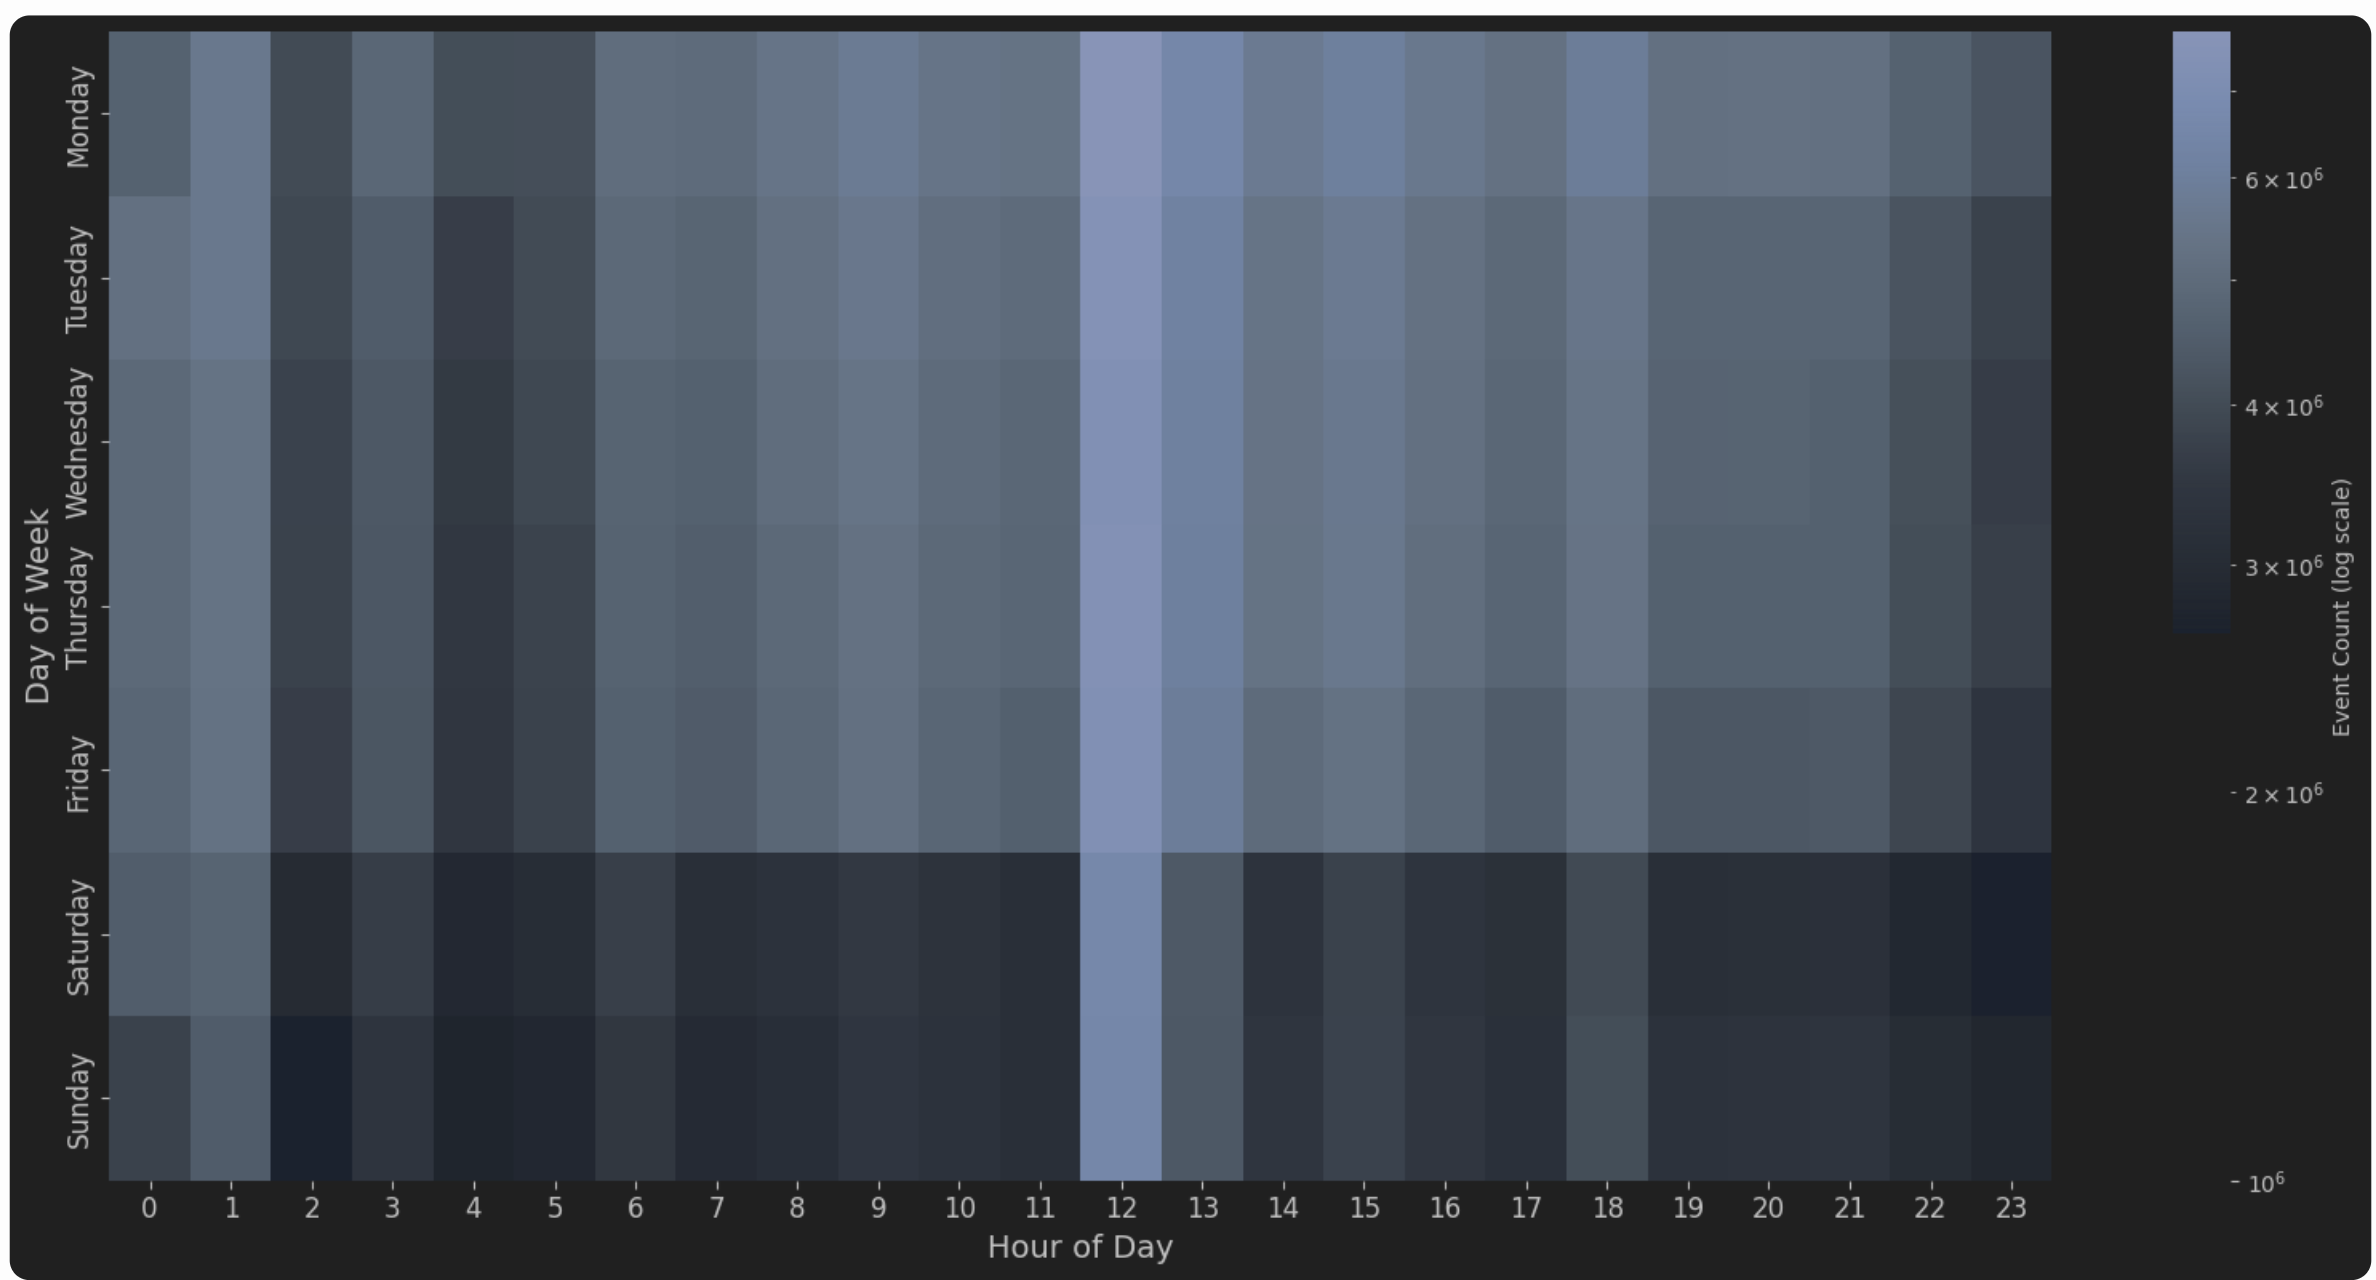 Day of Week
Monday
Tuesday
Wednesday
Thursday
Friday
Saturday
Sunday
0 1 2 3 4 5 6 7 8 9 10 11 12 13 14 15 16 17 18 19 20 21 22 23
Hour of Day
6 × 10⁶
4 × 10⁶
3 × 10⁶
2 × 10⁶
10⁶
Event Count (log scale)